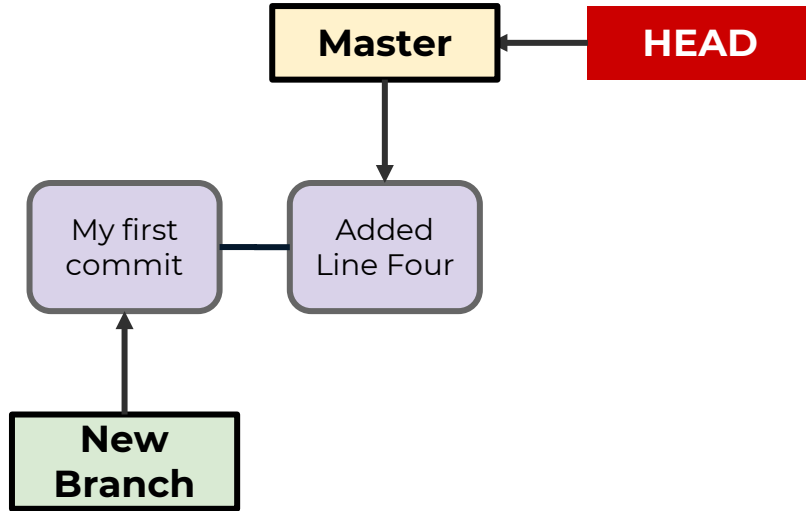 Master
HEAD
My first
commit
Added
Line Four
New
Branch